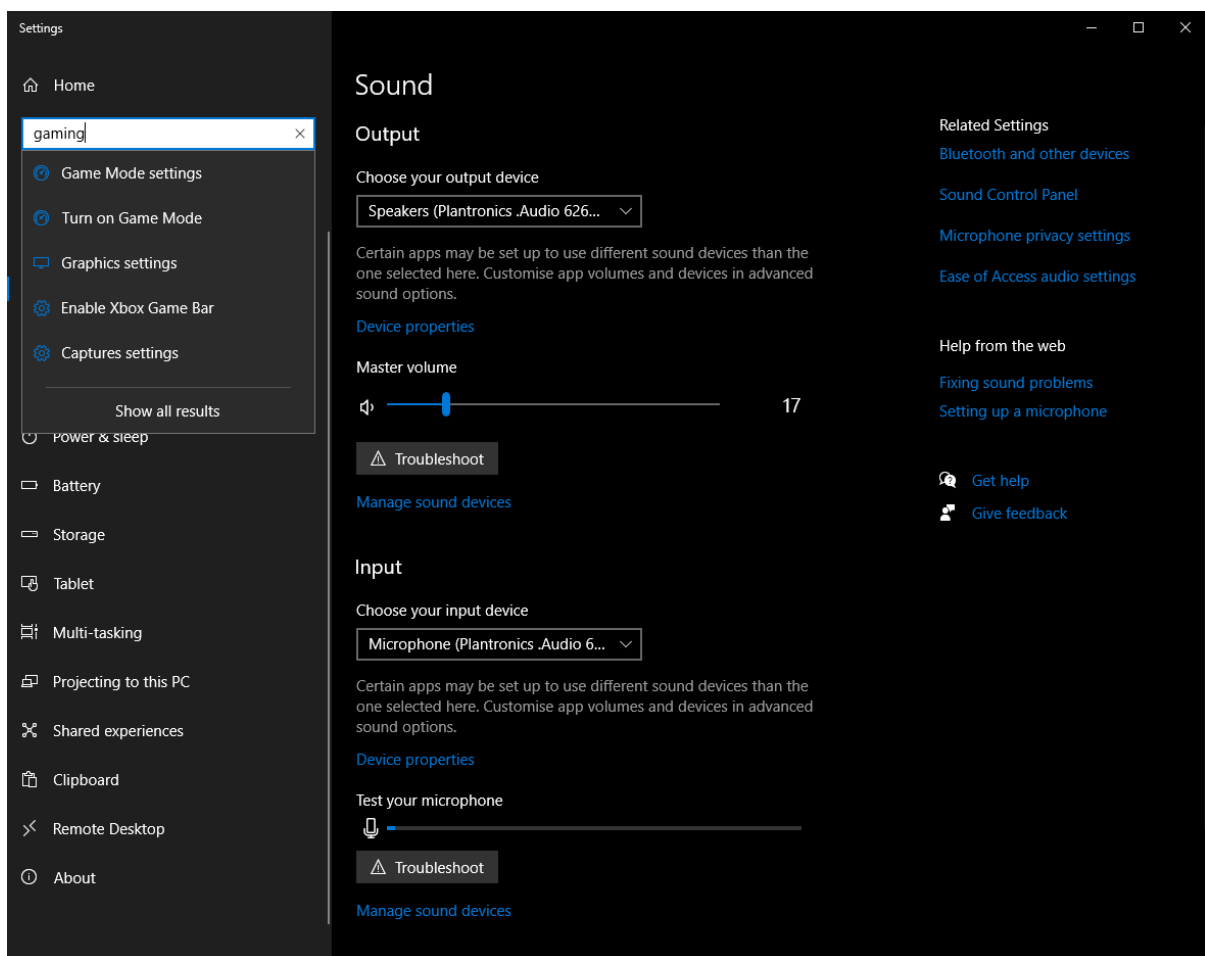 Settings
Home
gaming
Game Mode settings
Turn on Game Mode
Graphics settings
Enable Xbox Game Bar
Captures settings
Show all results
Power & sleep
Battery
Storage
Tablet
Multi-tasking
Projecting to this PC
Shared experiences
Clipboard
Remote Desktop
About
Sound
Output
Choose your output device
Speakers (Plantronics .Audio 626...
Certain apps may be set up to use different sound devices than the
one selected here. Customise app volumes and devices in advanced
sound options.
Device properties
Master volume
17
Troubleshoot
Manage sound devices
Input
Choose your input device
Microphone (Plantronics .Audio 6...
Certain apps may be set up to use different sound devices than the
one selected here. Customise app volumes and devices in advanced
sound options.
Device properties
Test your microphone
Troubleshoot
Manage sound devices
Related Settings
Bluetooth and other devices
Sound Control Panel
Microphone privacy settings
Ease of Access audio settings
Help from the web
Fixing sound problems
Setting up a microphone
Get help
Give feedback